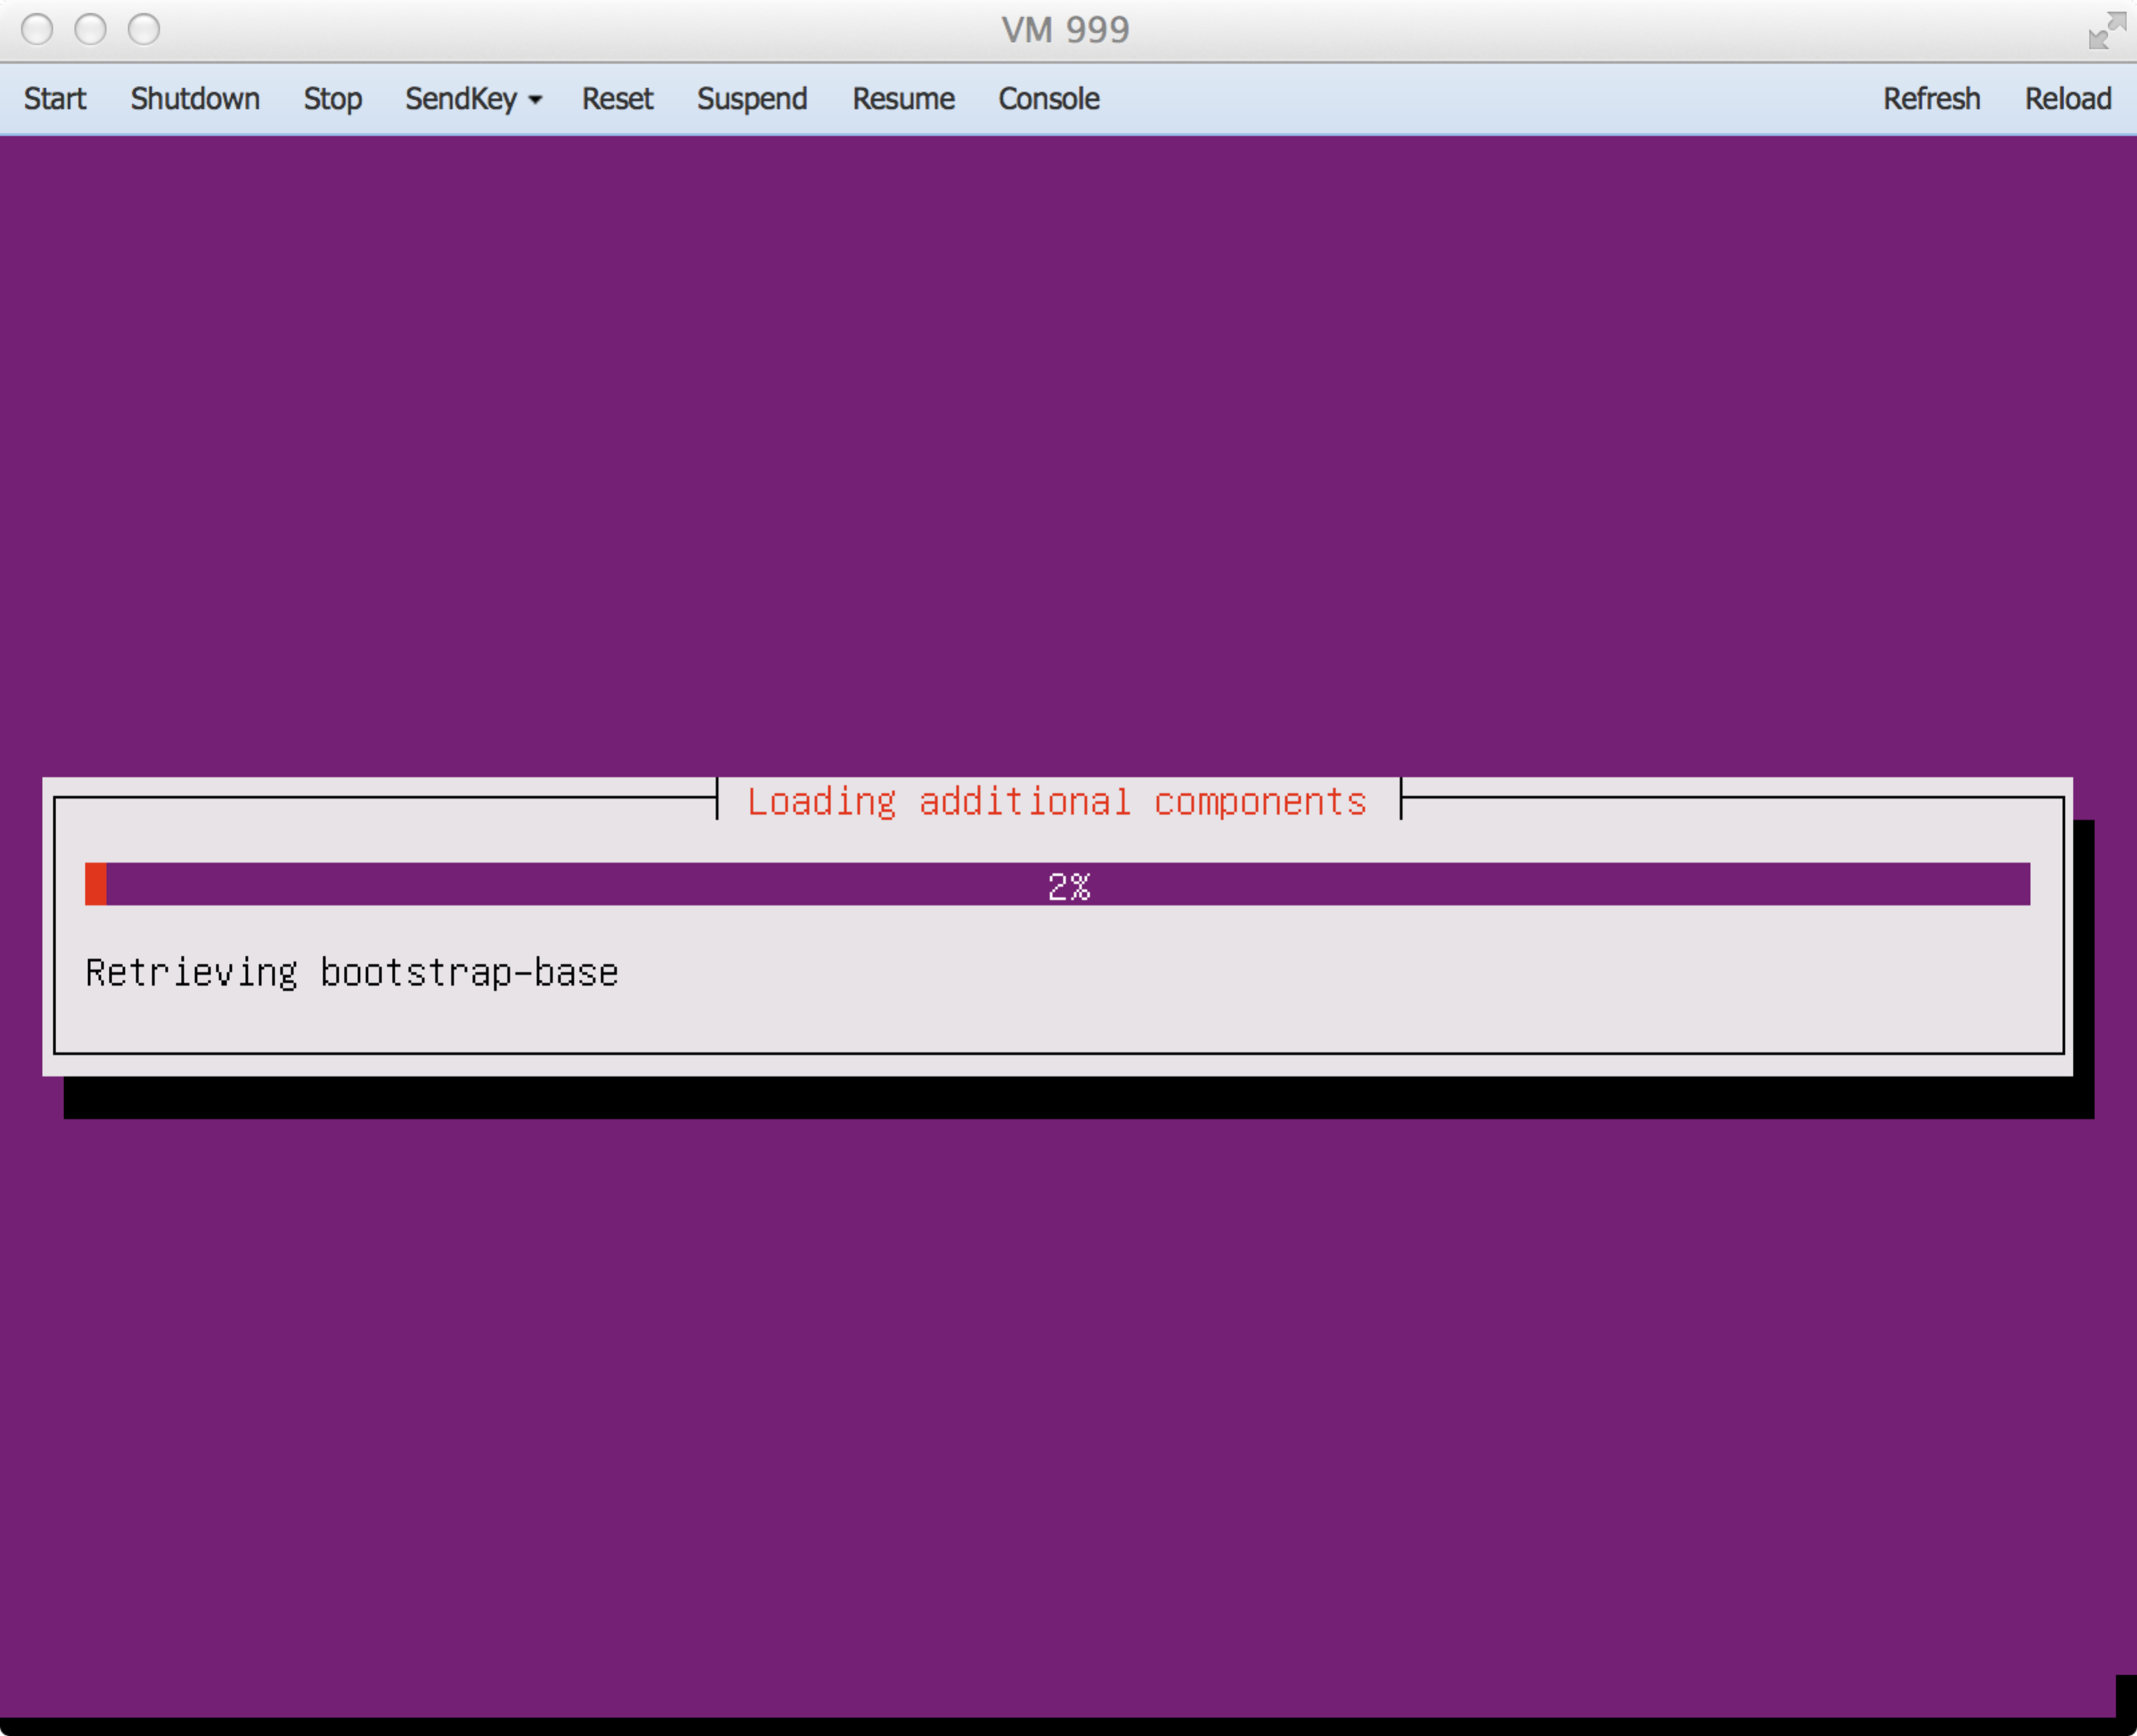 VM 999
Start Shutdown Stop SendKey Reset Suspend Resume Console Refresh Reload
Loading additional components
2%
Retrieving bootstrap-base